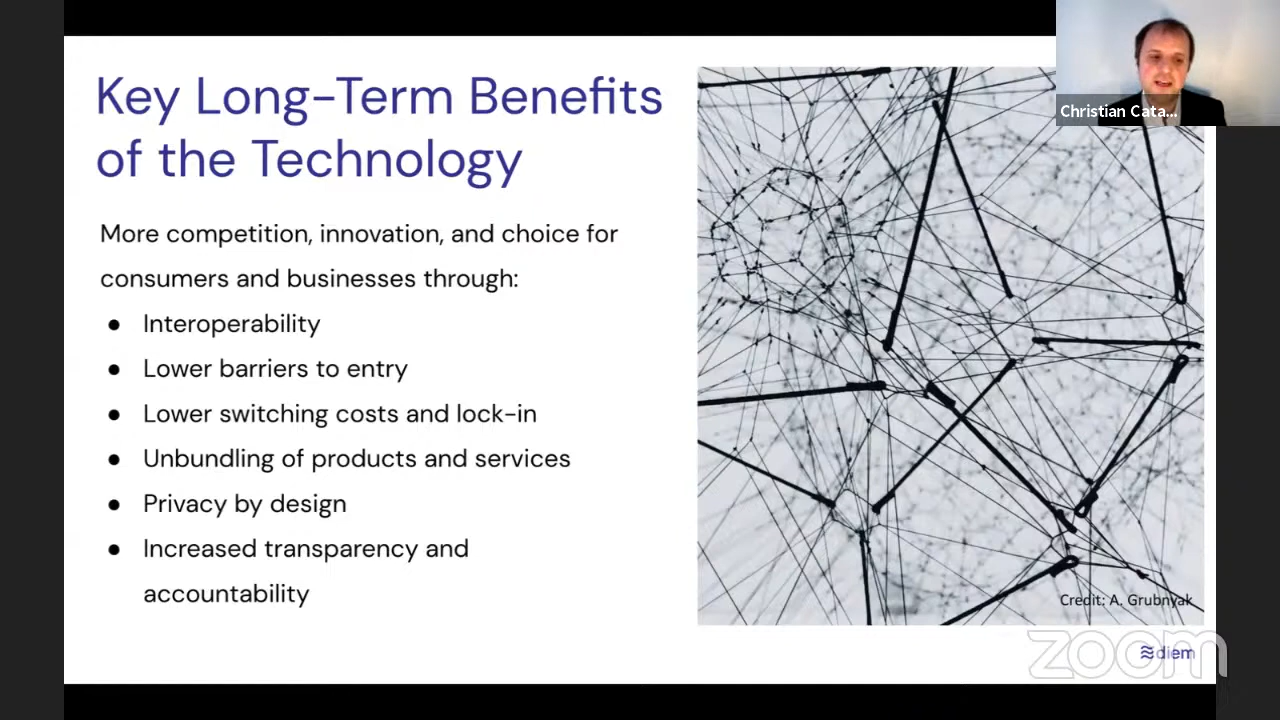 Key Long-Term Benefits
of the Technology
More competition, innovation, and choice for
consumers and businesses through:
● Interoperability
● Lower barriers to entry
● Lower switching costs and lock-in
● Unbundling of products and services
● Privacy by design
● Increased transparency and
accountability
Christian Cata...
Credit: A. Grubnyak
zoom
diem